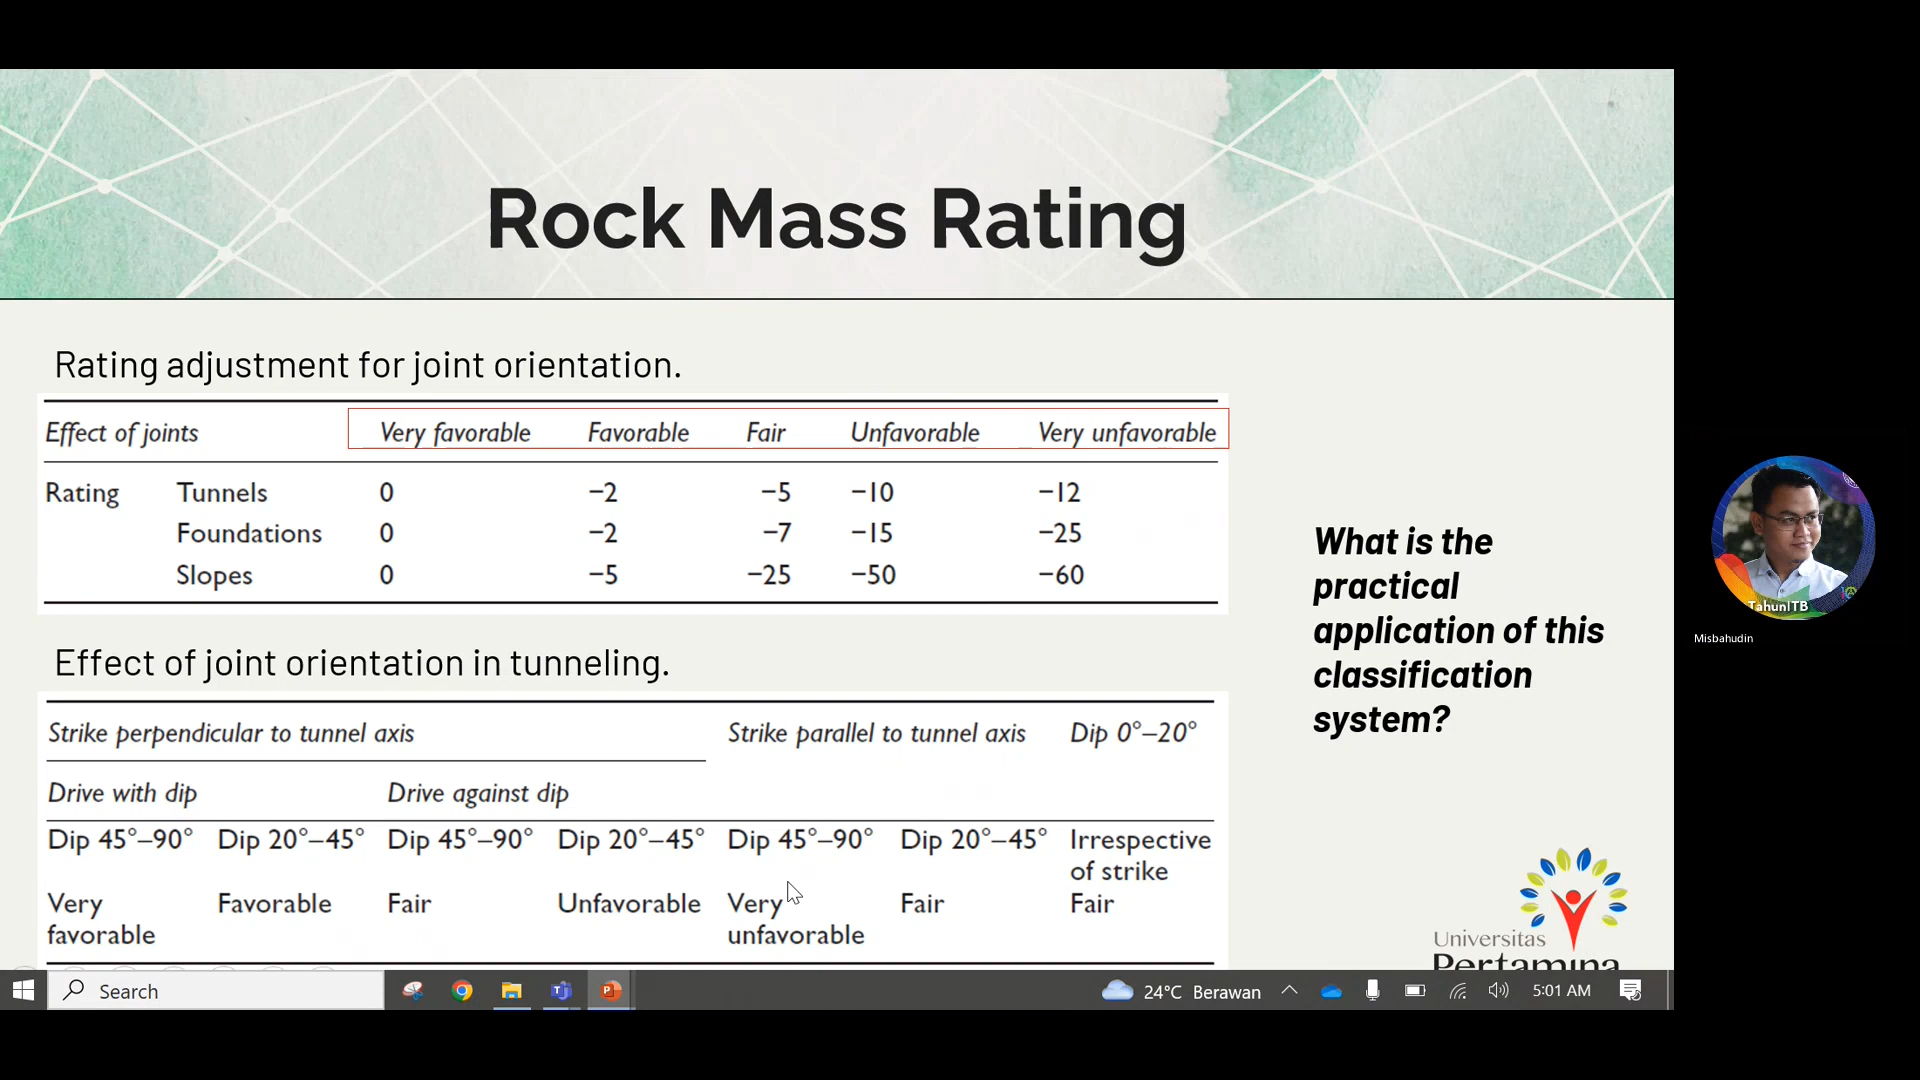 Rock Mass Rating
Rating adjustment for joint orientation.
Effect of joints Very favorable Favorable Fair Unfavorable Very unfavorable
Rating Tunnels 0 −2 −5 −10 −12
Foundations 0 −2 −7 −15 −25
Slopes 0 −5 −25 −50 −60
Effect of joint orientation in tunneling.
Strike perpendicular to tunnel axis Strike parallel to tunnel axis Dip 0°–20°
Drive with dip Drive against dip
Dip 45°–90° Dip 20°–45° Dip 45°–90° Dip 20°–45° Dip 45°–90° Dip 20°–45° Irrespective
of strike
Very Favorable Fair Unfavorable Very Fair Fair
favorable unfavorable
What is the
practical
application of this
classification
system?
Universitas
Pertamina
TahunITB
Misbahudin
Search
24°C Berawan
5:01 AM